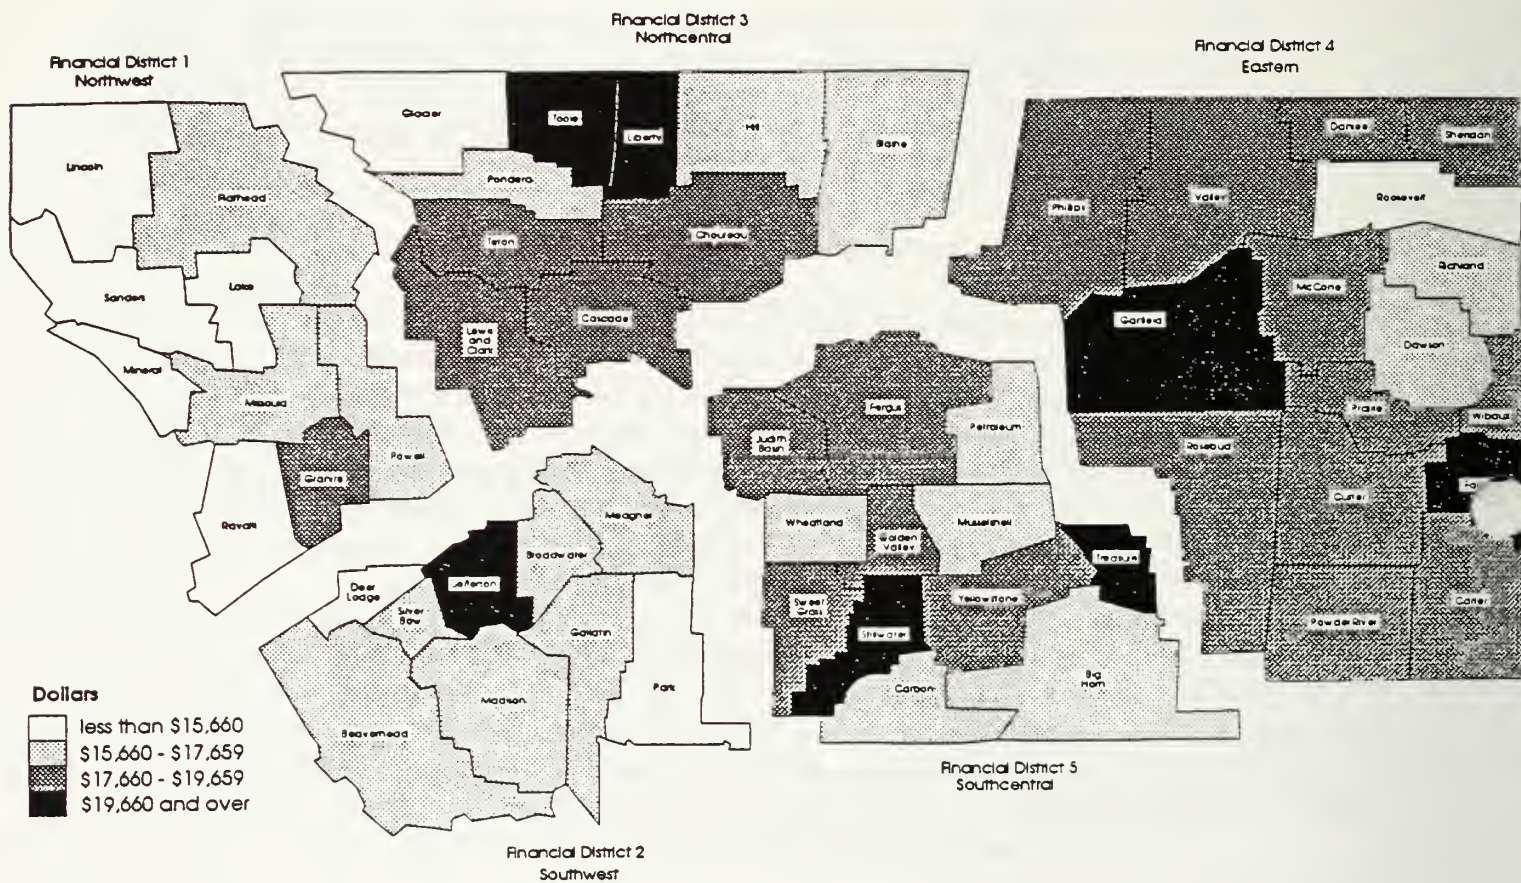 Financial District 3
Northcentral
Financial District 4
Eastern
Financial District 1
Northwest
Glacier
Toole
Liberty
Hill
Blaine
Daniels
Sheridan
Lincoln
Pondera
Flathead
Phillips
Valley
Roosevelt
Teton
Chouteau
Richland
Sanders
Lake
McCone
Garfield
Cascade
Lewis
and
Clark
Dawson
Mineral
Missoula
Fergus
Prairie
Wibaux
Petroleum
Judith
Basin
Rosebud
Powell
Granite
Custer
Fal
Ravalli
Meagher
Wheatland
Musselshell
Golden
Valley
Broadwater
Treasure
Jefferson
Deer
Lodge
Silver
Bow
Sweet
Grass
Yellowstone
Carter
Powder River
Gallatin
Stillwater
Park
Big
Horn
Carbon
Madison
Beaverhead
Dollars
less than $15,660
$15,660 - $17,659
$17,660 - $19,659
$19,660 and over
Financial District 5
Southcentral
Financial District 2
Southwest